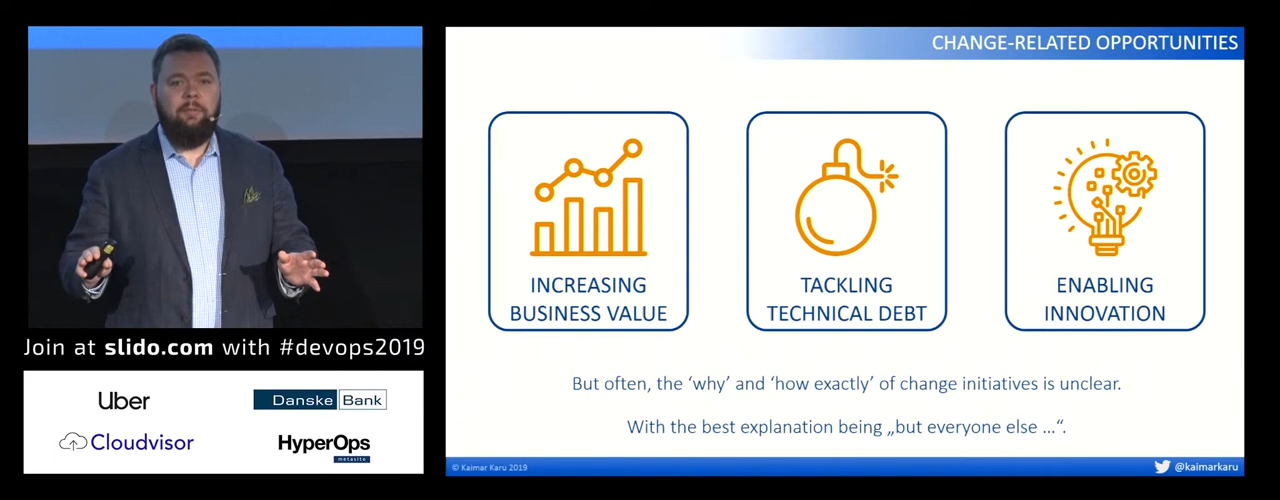 Join at slido.com with #devops2019
Uber
Danske Bank
Cloudvisor
HyperOps
metasite
CHANGE-RELATED OPPORTUNITIES
INCREASING
BUSINESS VALUE
TACKLING
TECHNICAL DEBT
ENABLING
INNOVATION
But often, the ‘why’ and ‘how exactly’ of change initiatives is unclear.
With the best explanation being „but everyone else ...“.
© Kaimar Karu 2019
@kaimarkaru